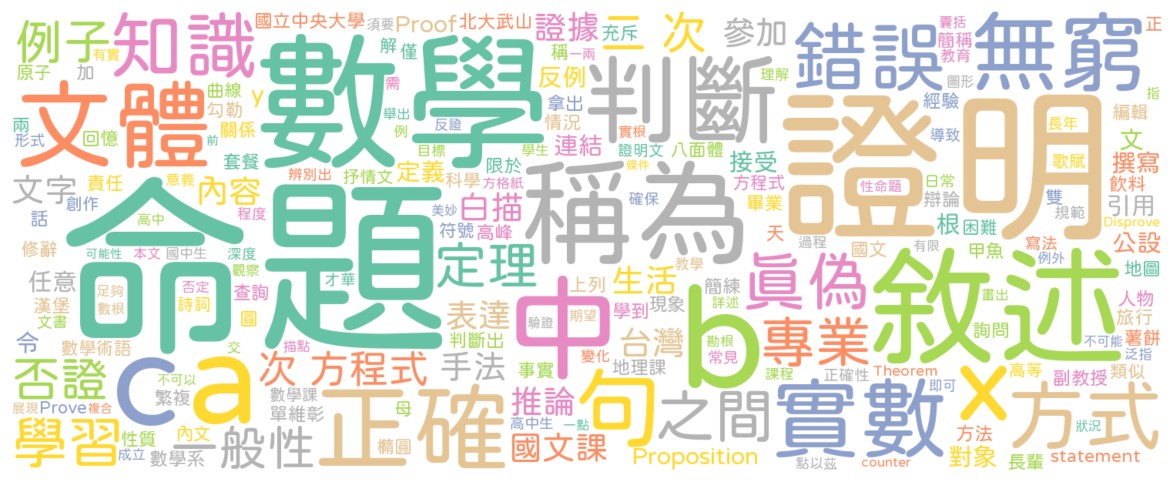 例子
知識
國立中央大學
須要
Proof
北大武山
證據
充斥
二 次
參加
錯誤
無窮
囊括
簡稱
教育
正
原子
有實
加
數學
解
僅
稱
一兩
反例
判斷
理解
圖形
指
文體
曲線
勾勒
y
需
學出
例
拿出
情況
實根
證明
經驗
導致
長年
編輯
兩
形式
回憶
關係
前
反證
目標
學生
連結
證明文
八面體
文
歌賦
撰寫
套餐
辨別出
抒情文
定義
限於
科學
方格紙
條件
接受
方程式
性命題
日常
辯論
飲料
文字
責任
意義
內容
稱為
白描
確保
畢業
根
困難
雙
規範
引用
話
創作
高中
程度
命題
美妙
符號
高峰
天
過程
國文
有限
甲魚
寫法
例外
Disprove
公設
修辭
可能性
本文
國中生
深度
觀察
才華
定理
中
教學
生活
上列
簡練
詳述
眞偽
敘述
地圖
畫出
任意
漢堡
文書
足夠
數根
否定
詩詞
查詢
圓
表達
驗證
期望
學到
現象
b
詢問
不可能
泛指
人物
旅行
薯餅
令
數學術語
交
描點
判斷出
變化
台灣
勘根
常見
專業
否證
ca
次 方程式
手法
事實
地理課
課程
正確性
Theorem
x
高等
副教授
類似
不可以
繁複
數學課
單維彰
母
推論
高中生
一點
句
之間
實數
即可
方式
展現
Prove
複合
學習
性質
成立
內文
數學系
一般性
橢圓
正確
國文課
Proposition
點以茲
counter
方法
對象
狀況
長輩
statement